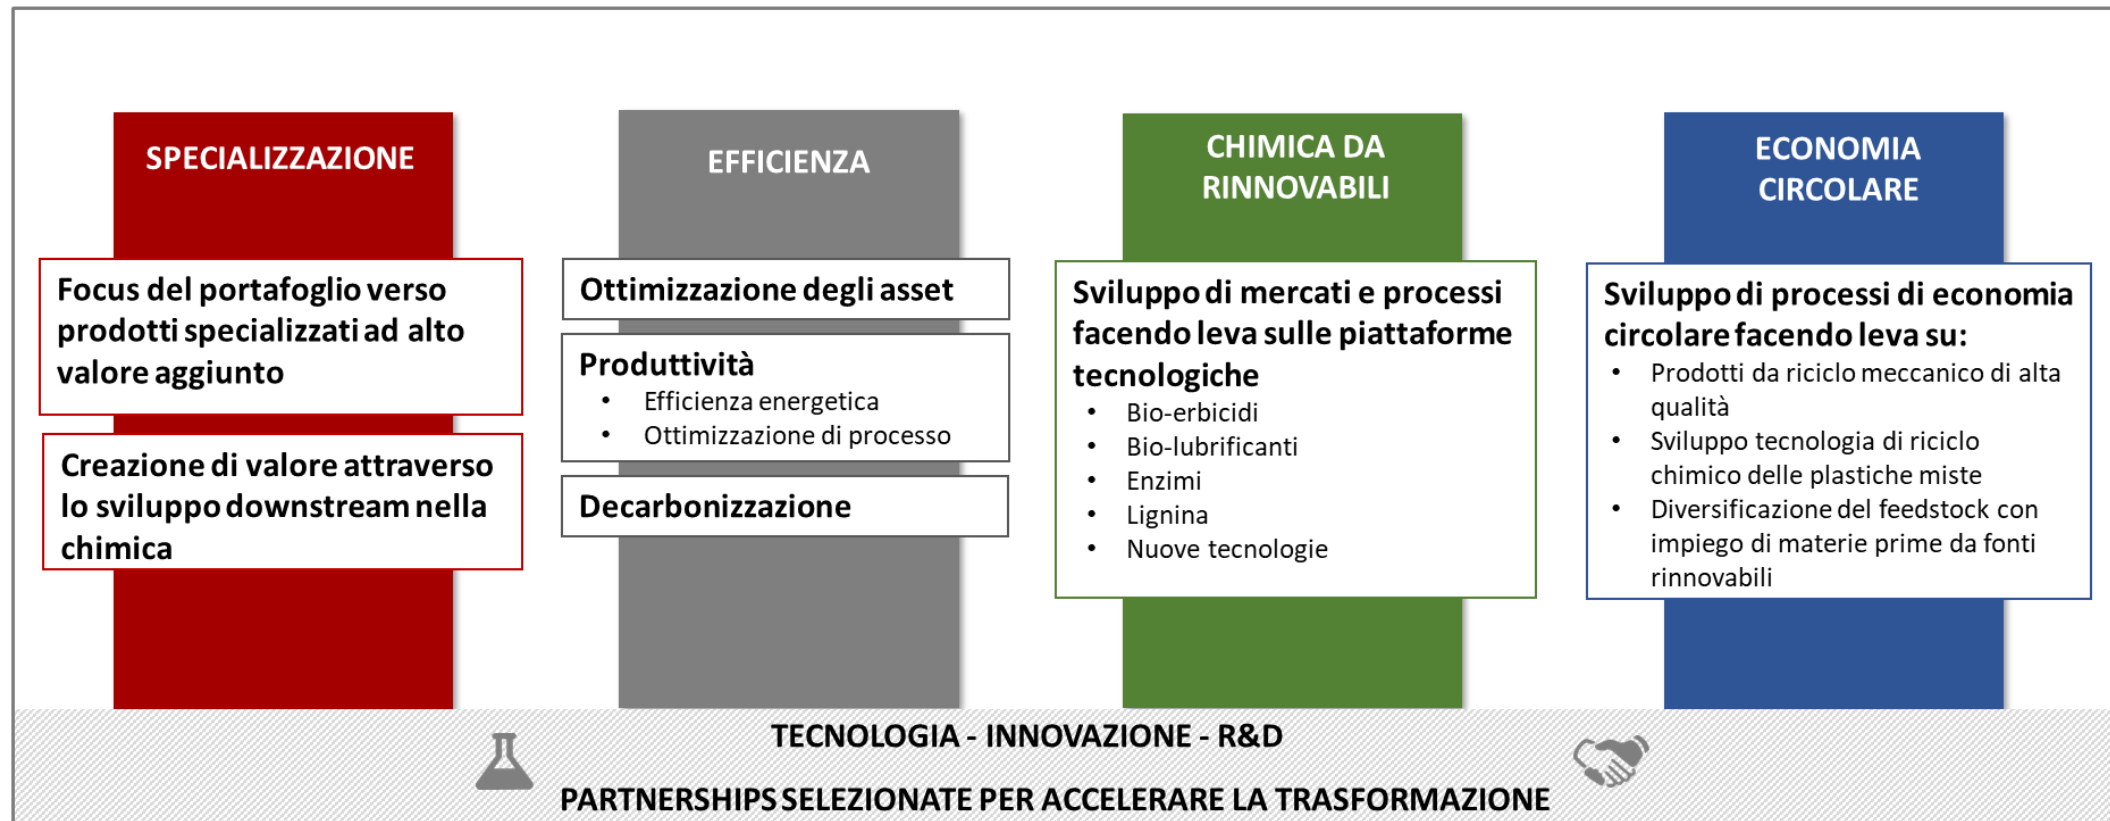 SPECIALIZZAZIONE
Focus del portafoglio verso
prodotti specializzati ad alto
valore aggiunto
Creazione di valore attraverso
lo sviluppo downstream nella
chimica
EFFICIENZA
Ottimizzazione degli asset
Produttività
• Efficienza energetica
• Ottimizzazione di processo
Decarbonizzazione
CHIMICA DA
RINNOVABILI
Sviluppo di mercati e processi
facendo leva sulle piattaforme
tecnologiche
• Bio-erbicidi
• Bio-lubrificanti
• Enzimi
• Lignina
• Nuove tecnologie
ECONOMIA
CIRCOLARE
Sviluppo di processi di economia
circolare facendo leva su:
• Prodotti da riciclo meccanico di alta
qualità
• Sviluppo tecnologia di riciclo
chimico delle plastiche miste
• Diversificazione del feedstock con
impiego di materie prime da fonti
rinnovabili
TECNOLOGIA - INNOVAZIONE - R&D
PARTNERSHIPS SELEZIONATE PER ACCELERARE LA TRASFORMAZIONE